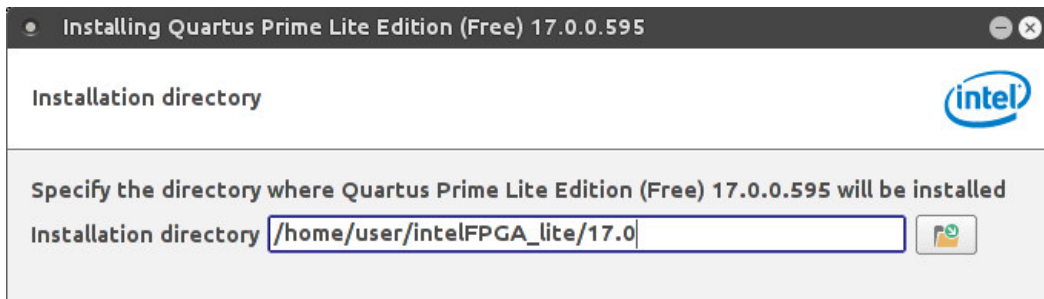 Installing Quartus Prime Lite Edition (Free) 17.0.0.595
Installation directory
intel
Specify the directory where Quartus Prime Lite Edition (Free) 17.0.0.595 will be installed
Installation directory /home/user/intelFPGA_lite/17.0